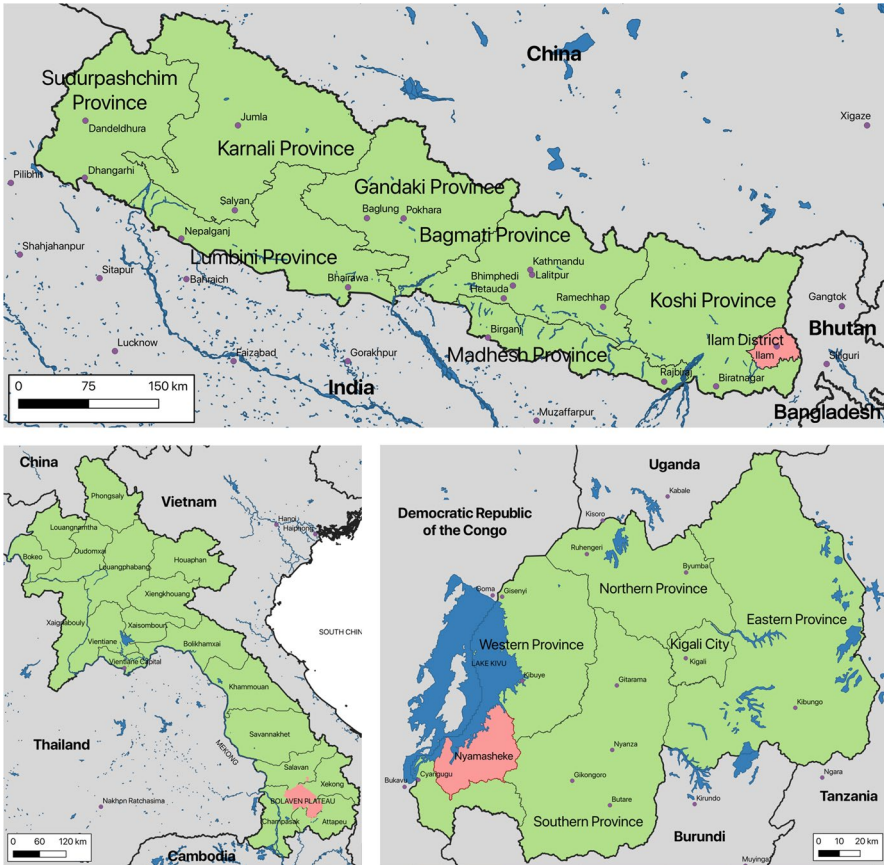 China
Sudurpashchim
Province
Dandeldhura
Jumla
Xigaze
Karnali Province
Pilibhit
Dhangarhi
Gandaki Provincee
Salyan
Baglung
Pokhara
Nepalganj
Bagmati Province
Shahjahanpur
Lumbini Province
Kathmandu
Lalitpur
Sitapur
Bahraich
Bhairawa
Bhimphedi
Hetauda
Ramechhap
Koshi Province
Gangtok
Birganj
Bhutan
Ilam District
Ilam
Lucknow
Faizabad
Gorakhpur
Madhesh Province
Siliguri
Rajbiraj
Biratnagar
0 75 150 km
India
Muzaffarpur
Bangladesh
China
Phongsaly
Vietnam
Louangnamtha
Hanoi
Haiphong
Bokeo
Oudomxai
Houaphan
Louangphabang
Xiengkhouang
Xaignabouly
Xaisomboun
SOUTH CHIN
Vientiane
Bolikhamxai
Vientiane Capital
Khammouan
Thailand
Savannakhet
MEKONG
Salavan
Xekong
Nakhon Ratchasima
BOLAVEN PLATEAU
Champasak
Attapeu
0 60 120 km
Cambodia
Uganda
Kabale
Democratic Republic
of the Congo
Kisoro
Ruhengeri
Byumba
Northern Province
Goma
Gisenyi
Eastern Province
Western Province
Kigali City
LAKE KIVU
Kigali
Kibuye
Gitarama
Kibungo
Nyamasheke
Nyanza
Bukavu
Cyangugu
Gikongoro
Ngara
Butare
Kirundo
Tanzania
Southern Province
Burundi
0 10 20 km
Muyinga